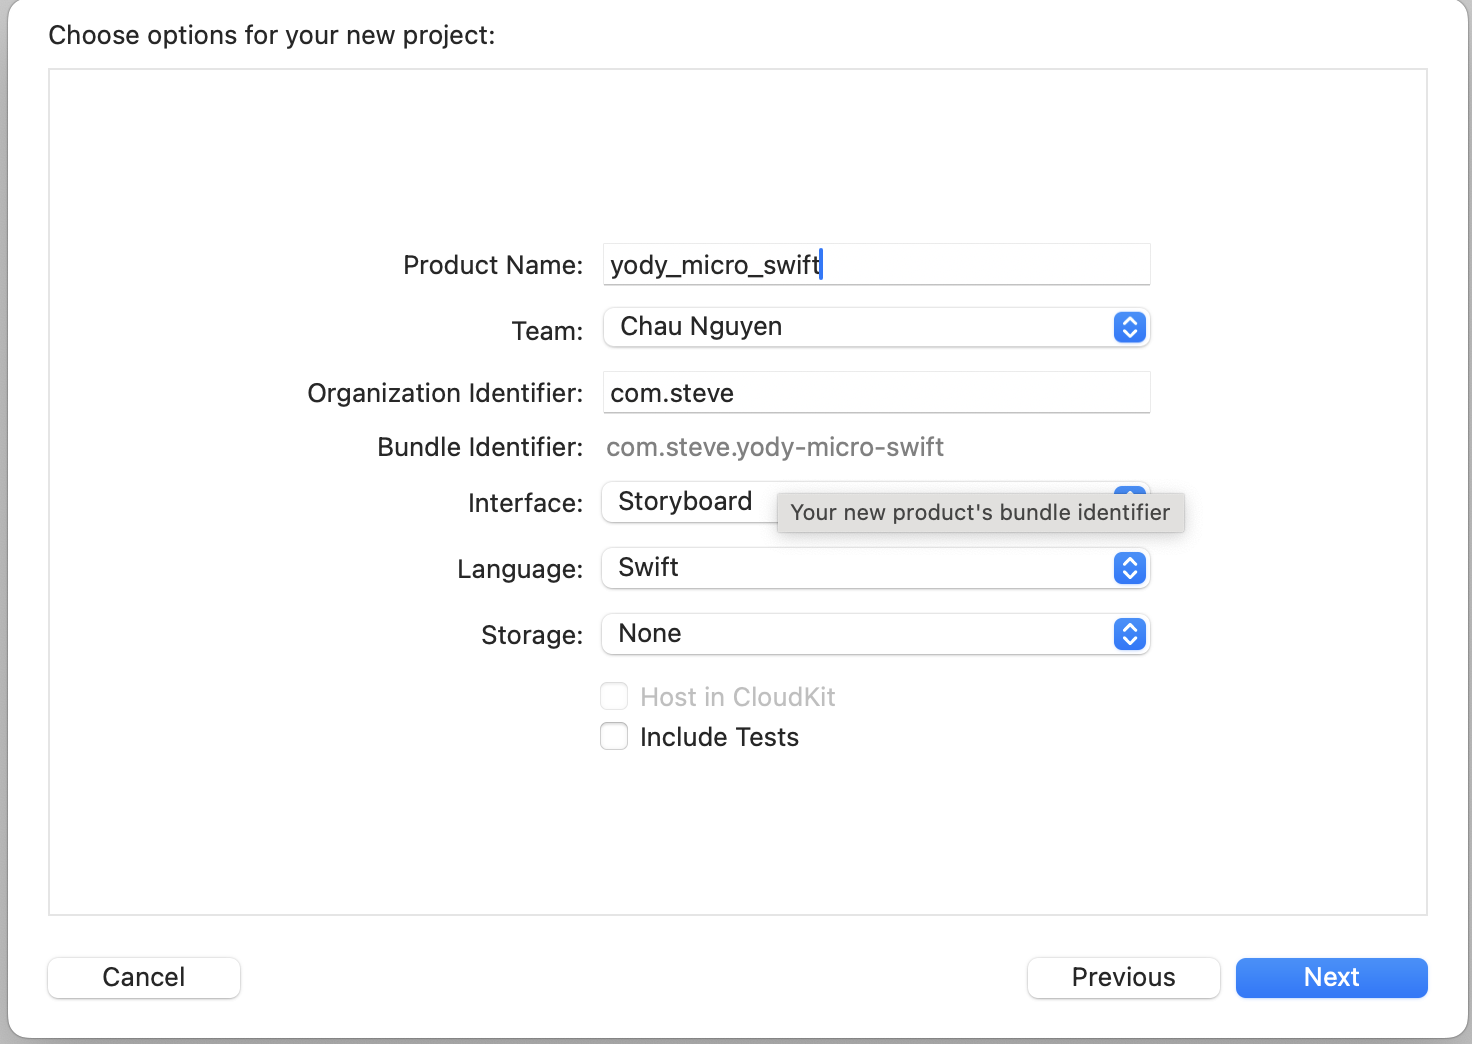 Choose options for your new project:
Product Name: yody_micro_swift
Team: Chau Nguyen
Organization Identifier: com.steve
Bundle Identifier: com.steve.yody-micro-swift
Interface: Storyboard
Your new product's bundle identifier
Language: Swift
Storage: None
Host in CloudKit
Include Tests
Cancel Previous Next